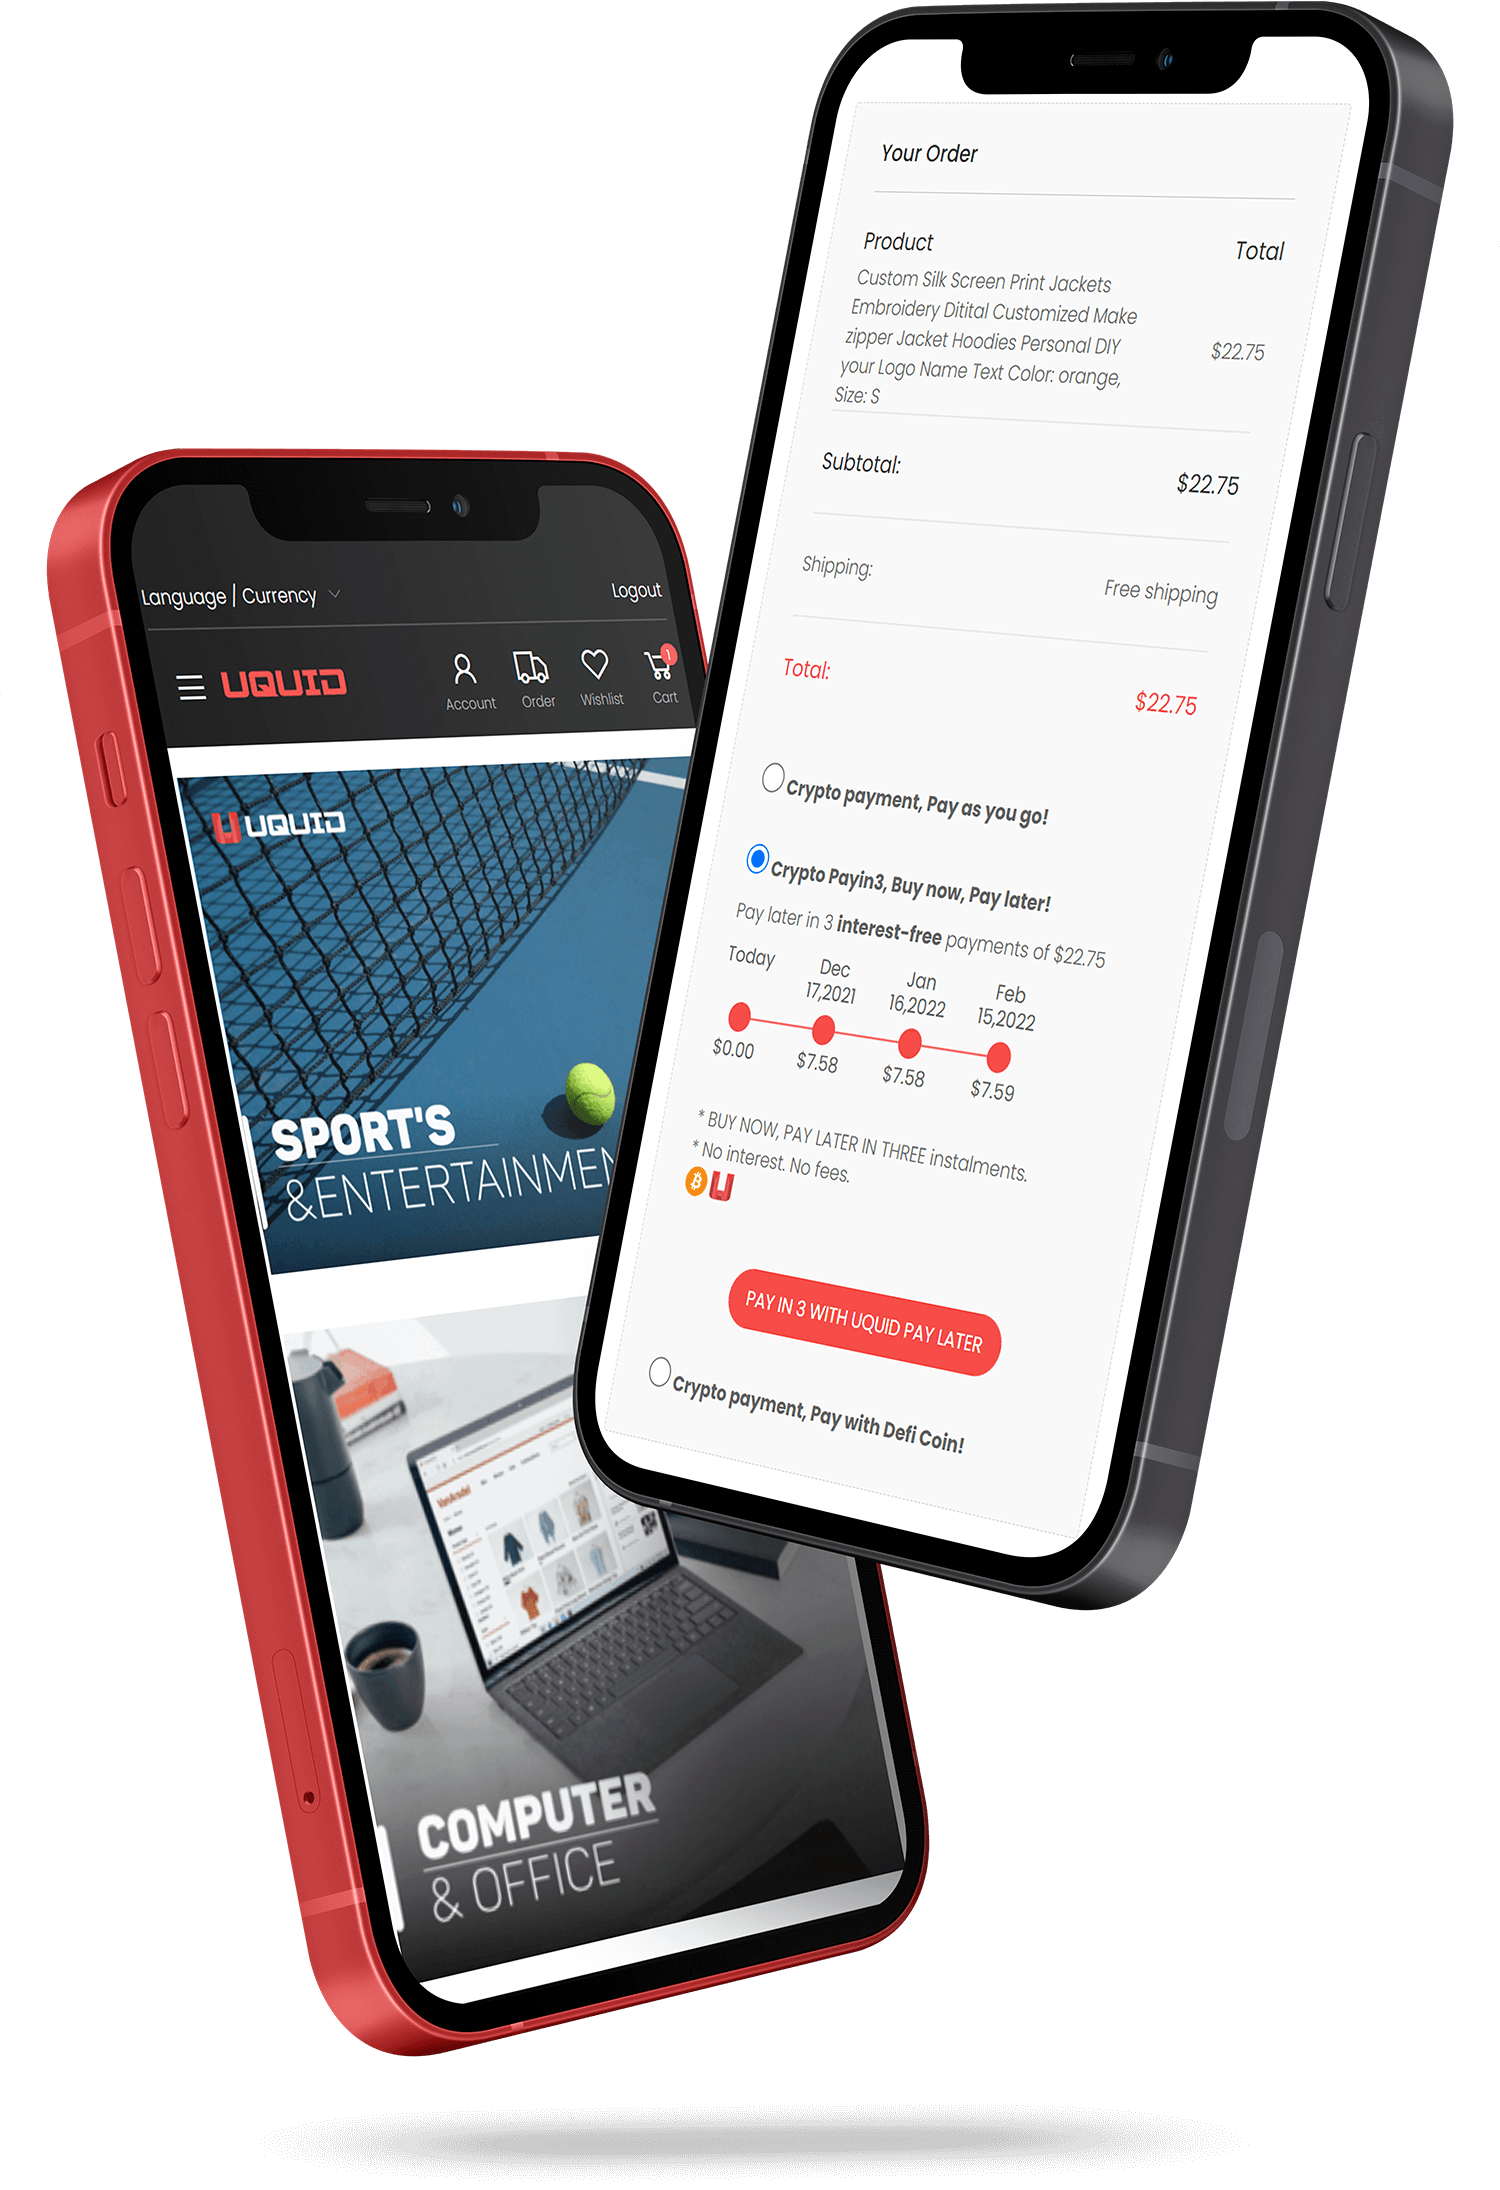 Your Order
Product Total
Custom Silk Screen Print Jackets
Embroidery Ditital Customized Make
zipper Jacket Hoodies Personal DIY
your Logo Name Text Color: orange,
Size: S
$22.75
Subtotal: $22.75
Shipping: Free shipping
Total: $22.75
Crypto payment, Pay as you go!
Crypto Payin3, Buy now, Pay later!
Pay later in 3 interest-free payments of $22.75
Today Dec 17,2021 Jan 16,2022 Feb 15,2022
$0.00 $7.58 $7.58 $7.59
* BUY NOW, PAY LATER IN THREE instalments.
* No interest. No fees.
PAY IN 3 WITH UQUID PAY LATER
Crypto payment, Pay with Defi Coin!
Language | Currency Logout
UQUID
Account Order Wishlist Cart
1
UQUID
SPORT'S
&ENTERTAINMEN
COMPUTER
& OFFICE